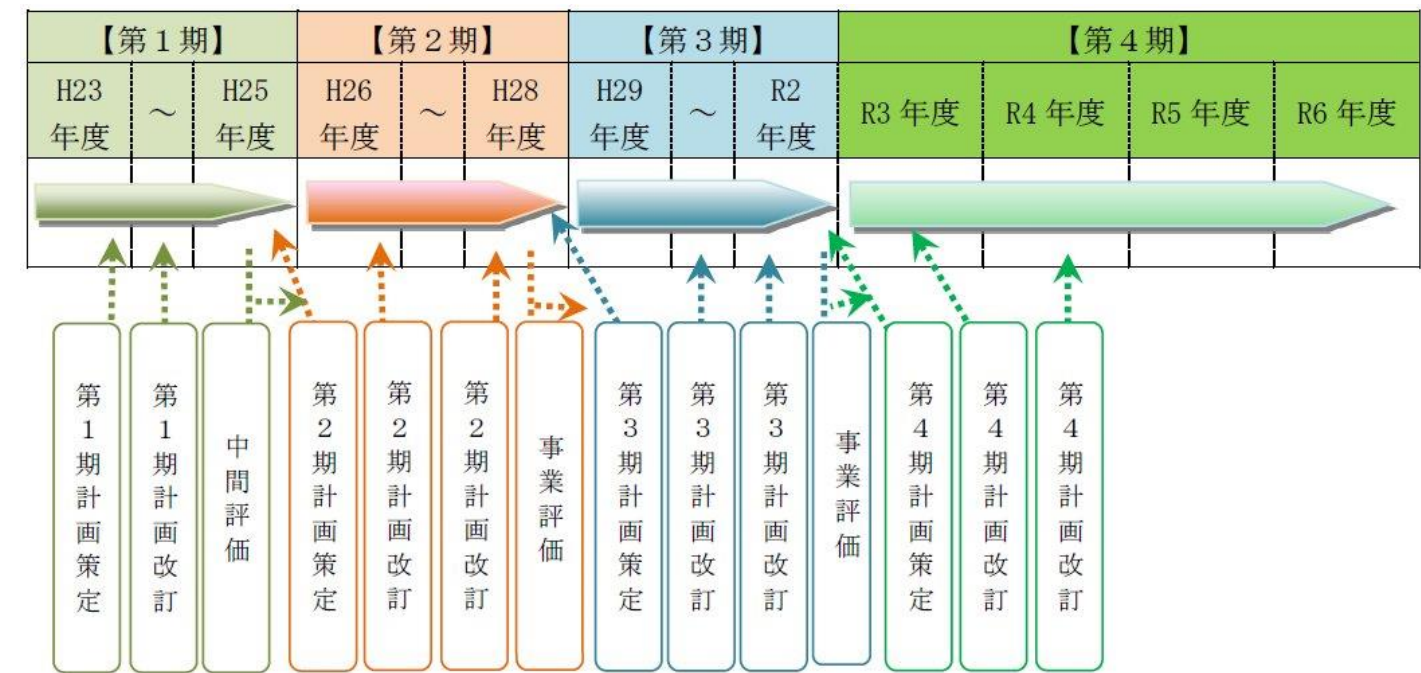 【第１期】
【第２期】
【第３期】
【第４期】
H23
年度
～
H25
年度
H26
年度
～
H28
年度
H29
年度
～
R2
年度
R3 年度
R4 年度
R5 年度
R6 年度
第１期計画策定
第１期計画改訂
中間評価
第２期計画策定
第２期計画改訂
第２期計画改訂
事業評価
第３期計画策定
第３期計画改訂
第３期計画改訂
事業評価
第４期計画策定
第４期計画改訂
第４期計画改訂